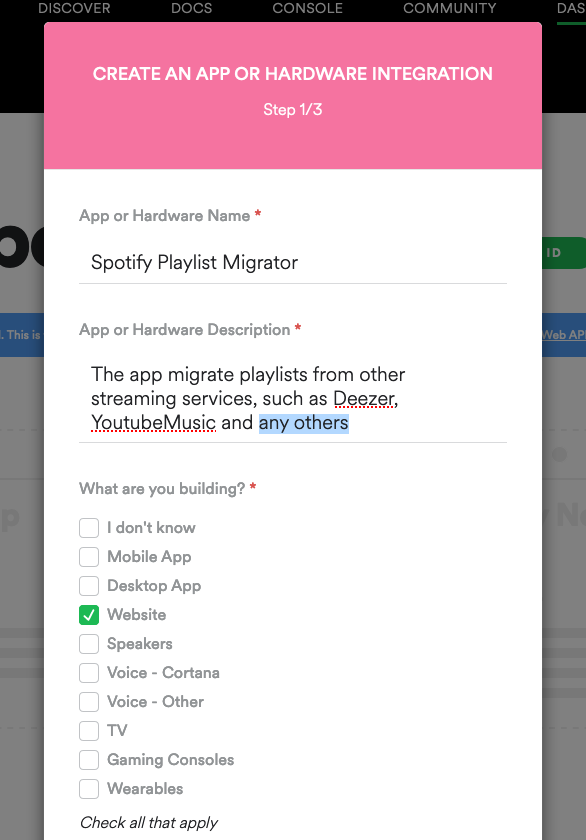 DISCOVER DOCS CONSOLE COMMUNITY DAS
CREATE AN APP OR HARDWARE INTEGRATION
Step 1/3
App or Hardware Name *
ID
Spotify Playlist Migrator
App or Hardware Description *
. This is
Web API
The app migrate playlists from other
streaming services, such as Deezer,
YoutubeMusic and any others
What are you building? *
I don't know
Mobile App
Desktop App
Website
Speakers
Voice - Cortana
Voice - Other
TV
Gaming Consoles
Wearables
Check all that apply